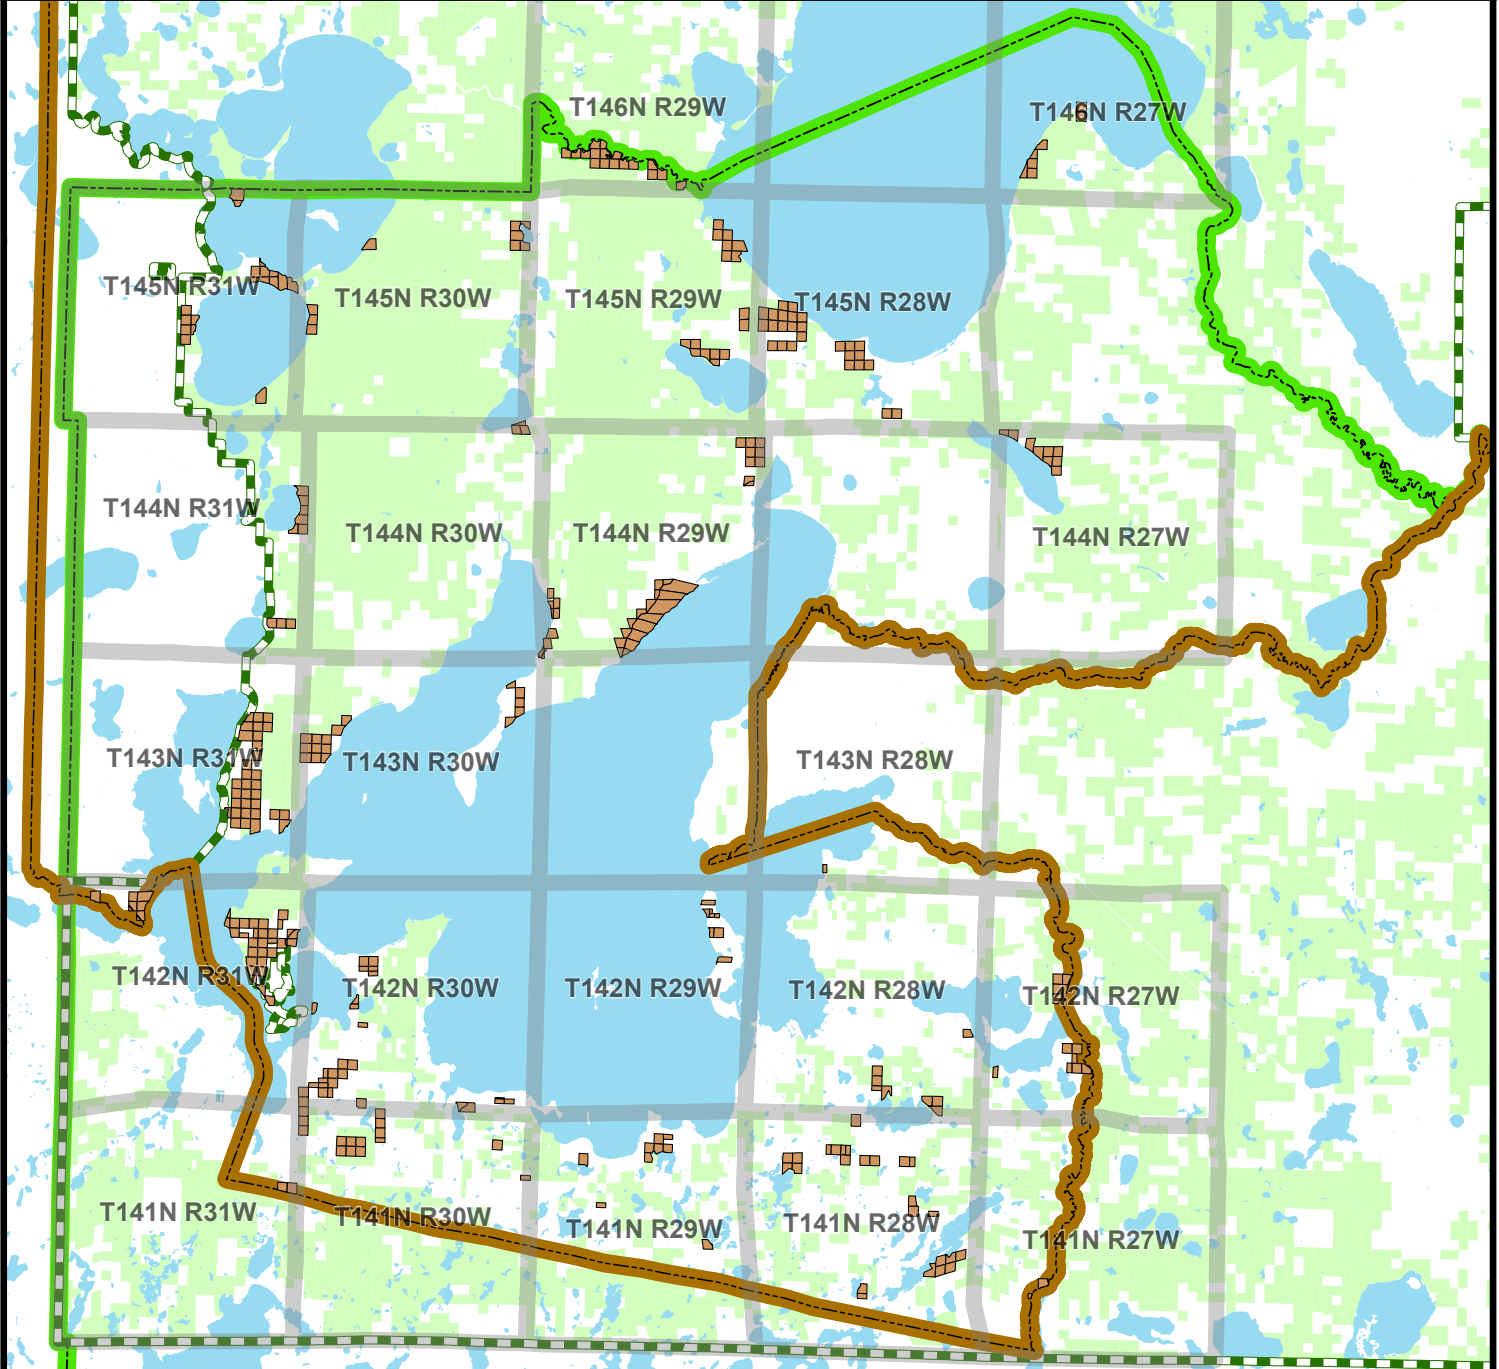 T146N R29W
T146N R27W
T145N R31W
T145N R30W
T145N R29W
T145N R28W
T144N R31W
T144N R30W
T144N R29W
T144N R27W
T143N R31W
T143N R30W
T143N R28W
T142N R31W
T142N R30W
T142N R29W
T142N R28W
T142N R27W
T141N R31W
T141N R30W
T141N R29W
T141N R28W
T141N R27W